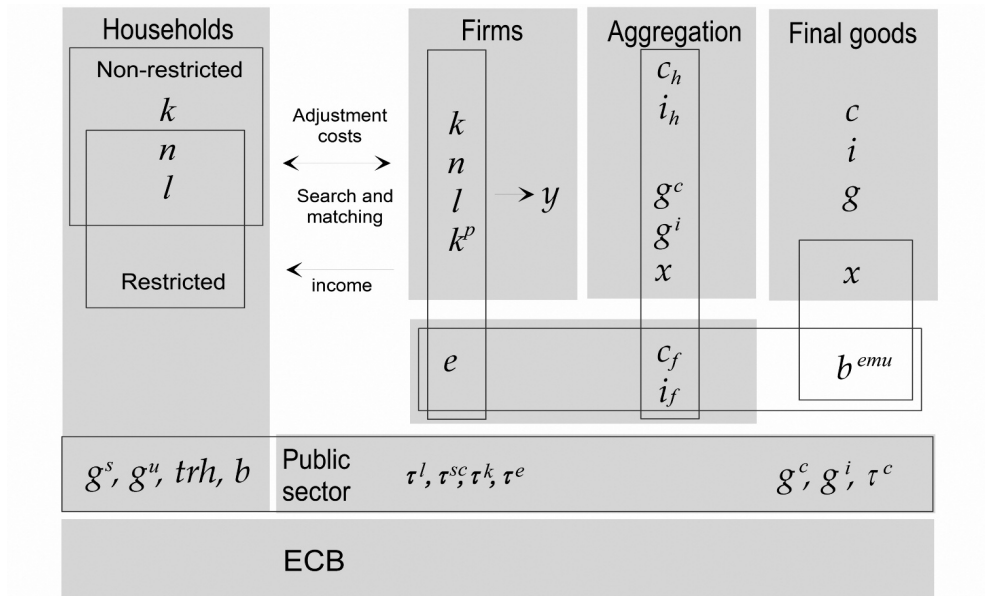 Households
Non-restricted
k
n
l
Restricted
Adjustment
costs
Search and
matching
income
Firms
k
n
l → y
k^p
e
Aggregation
c_h
i_h
g^c
g^i
x
c_f
i_f
Final goods
c
i
g
x
b^emu
g^s, g^u, trh, b
Public
sector
τ^l, τ^sc, τ^k, τ^e
g^c, g^i, τ^c
ECB